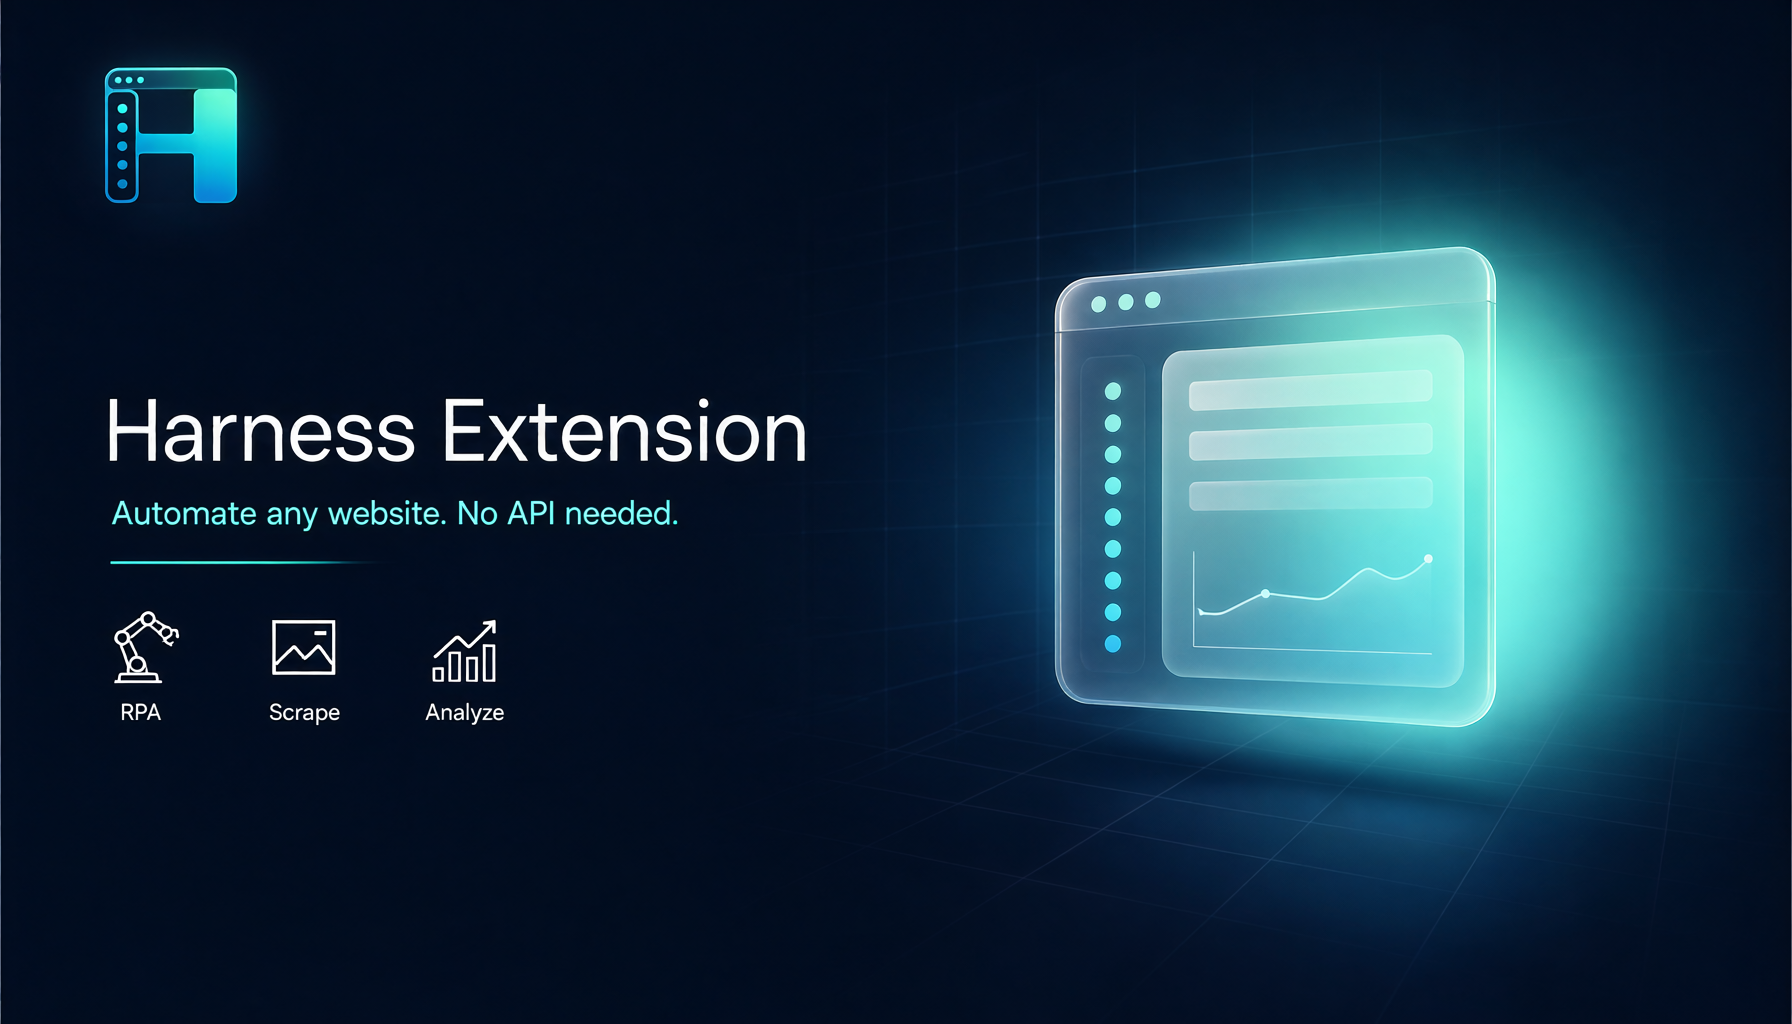 Harness Extension
Automate any website. No API needed.
RPA
Scrape
Analyze